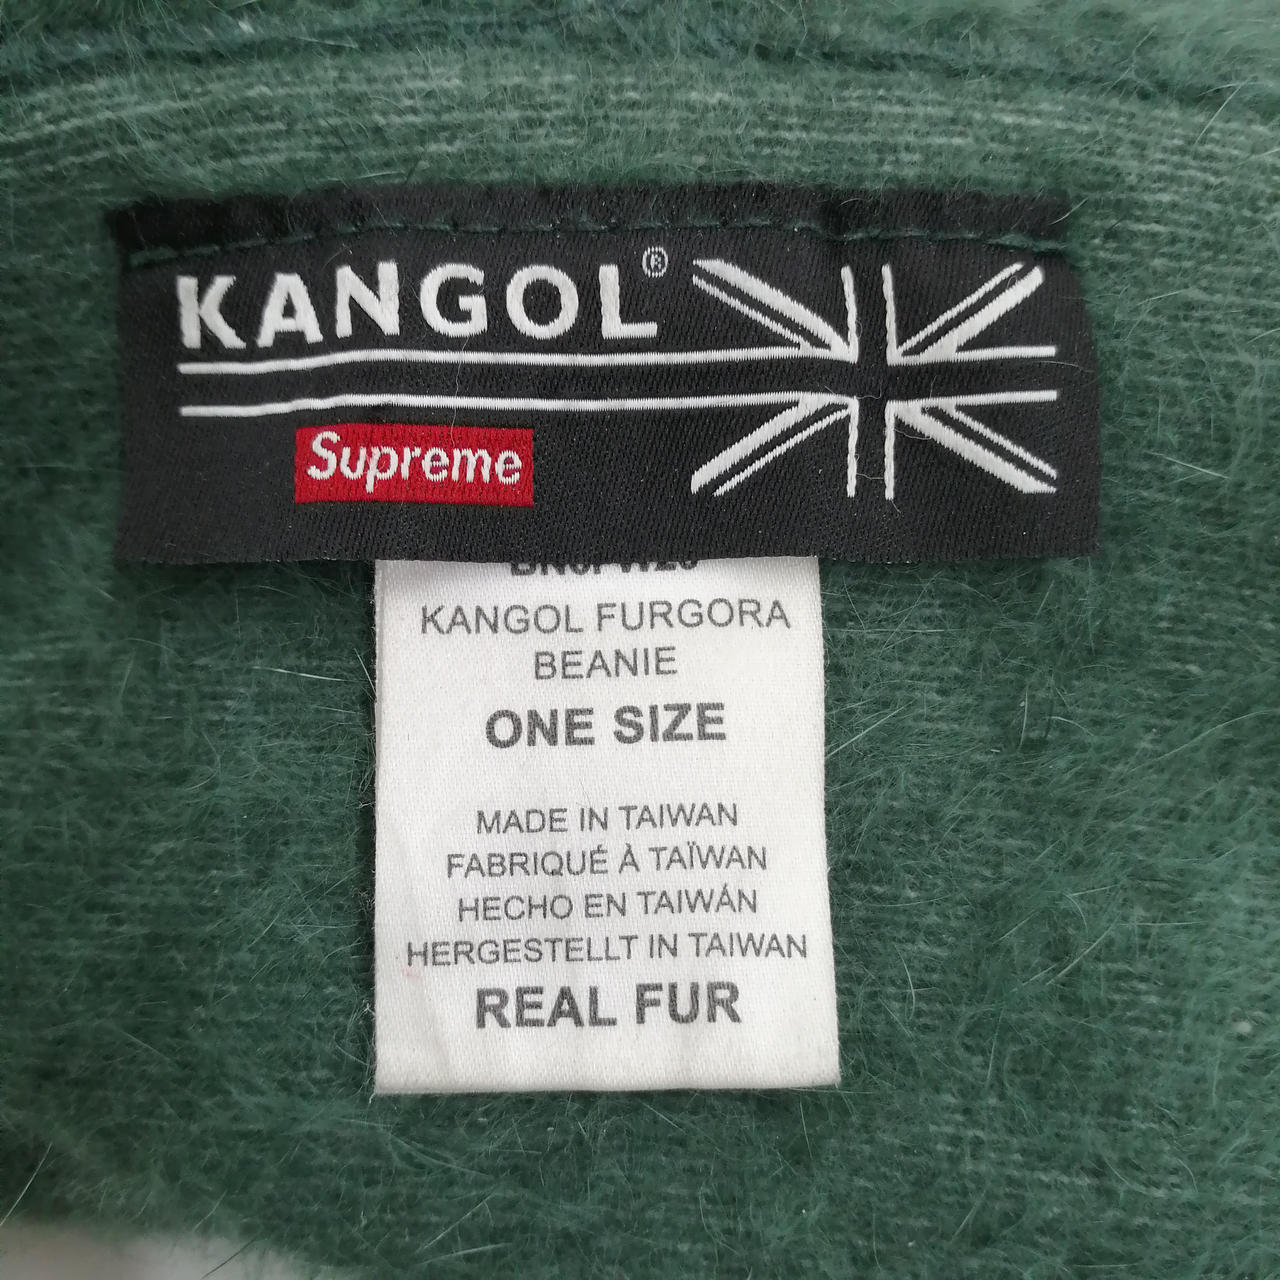 KANGOL®
Supreme
KANGOL FURGORA
BEANIE
ONE SIZE
MADE IN TAIWAN
FABRIQUÉ À TAÏWAN
HECHO EN TAIWÁN
HERGESTELLT IN TAIWAN
REAL FUR